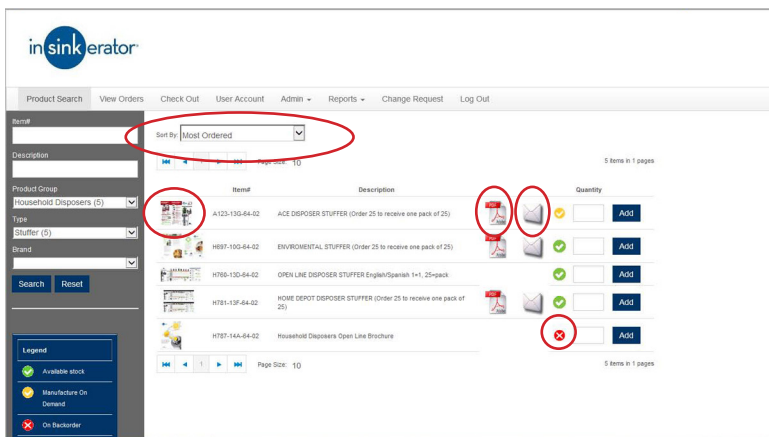 insinkerator
Product Search View Orders Check Out User Account Admin Reports Change Request Log Out
Item#
Sort By: Most Ordered
Description
Page Size: 10 5 items in 1 pages
Product Group
Household Disposers (5)
Type
Stuffer (5)
Brand
Search Reset
Item# Description Quantity
A123-13G-64-02 ACE DISPOSER STUFFER (Order 25 to receive one pack of 25) Add
H697-10G-64-02 ENVIROMENTAL STUFFER (Order 25 to receive one pack of 25) Add
H760-13D-64-02 OPEN LINE DISPOSER STUFFER English/Spanish 1=1, 25=pack Add
H781-13F-64-02 HOME DEPOT DISPOSER STUFFER (Order 25 to receive one pack of
25) Add
H787-14A-64-02 Household Disposers Open Line Brochure Add
1 Page Size: 10 5 items in 1 pages
Legend
Available stock
Manufacture On
Demand
On Backorder